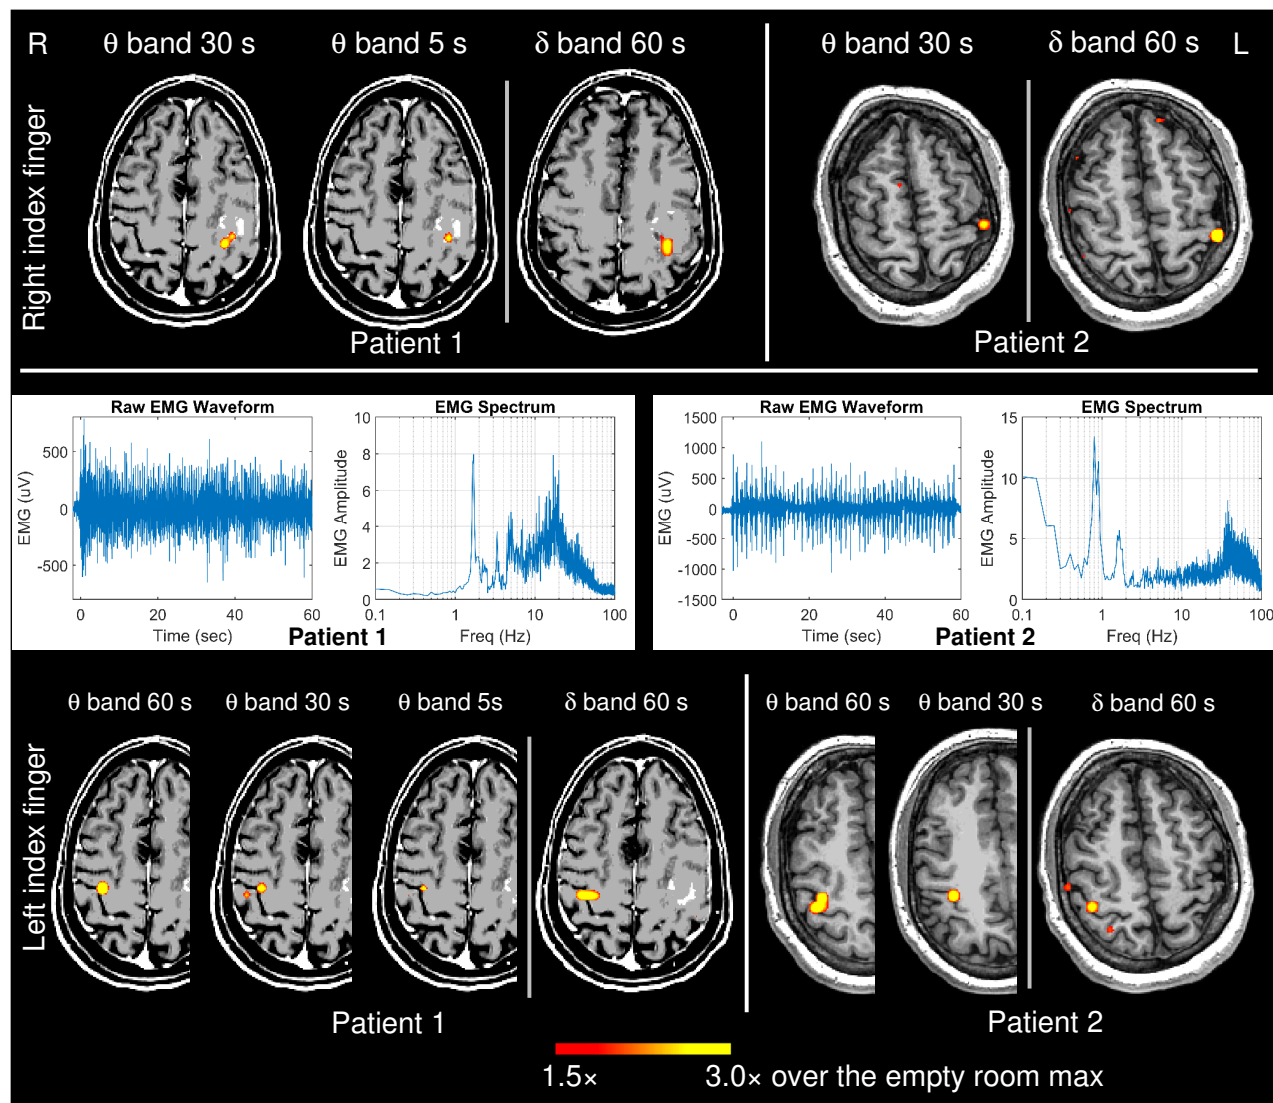 R
θ band 30 s
θ band 5 s
δ band 60 s
θ band 30 s
δ band 60 s
L
Right index finger
Patient 1
Patient 2
Raw EMG Waveform
EMG (uV)
500
0
-500
0
20
40
60
Time (sec)
EMG Spectrum
EMG Amplitude
10
8
6
4
2
0
0.1
1
10
100
Freq (Hz)
Patient 1
Raw EMG Waveform
EMG (uV)
1500
1000
500
0
-500
-1000
-1500
0
20
40
60
Time (sec)
EMG Spectrum
EMG Amplitude
15
10
5
0
0.1
1
10
100
Freq (Hz)
Patient 2
θ band 60 s
θ band 30 s
θ band 5s
δ band 60 s
θ band 60 s
θ band 30 s
δ band 60 s
Left index finger
Patient 1
Patient 2
1.5×
3.0× over the empty room max